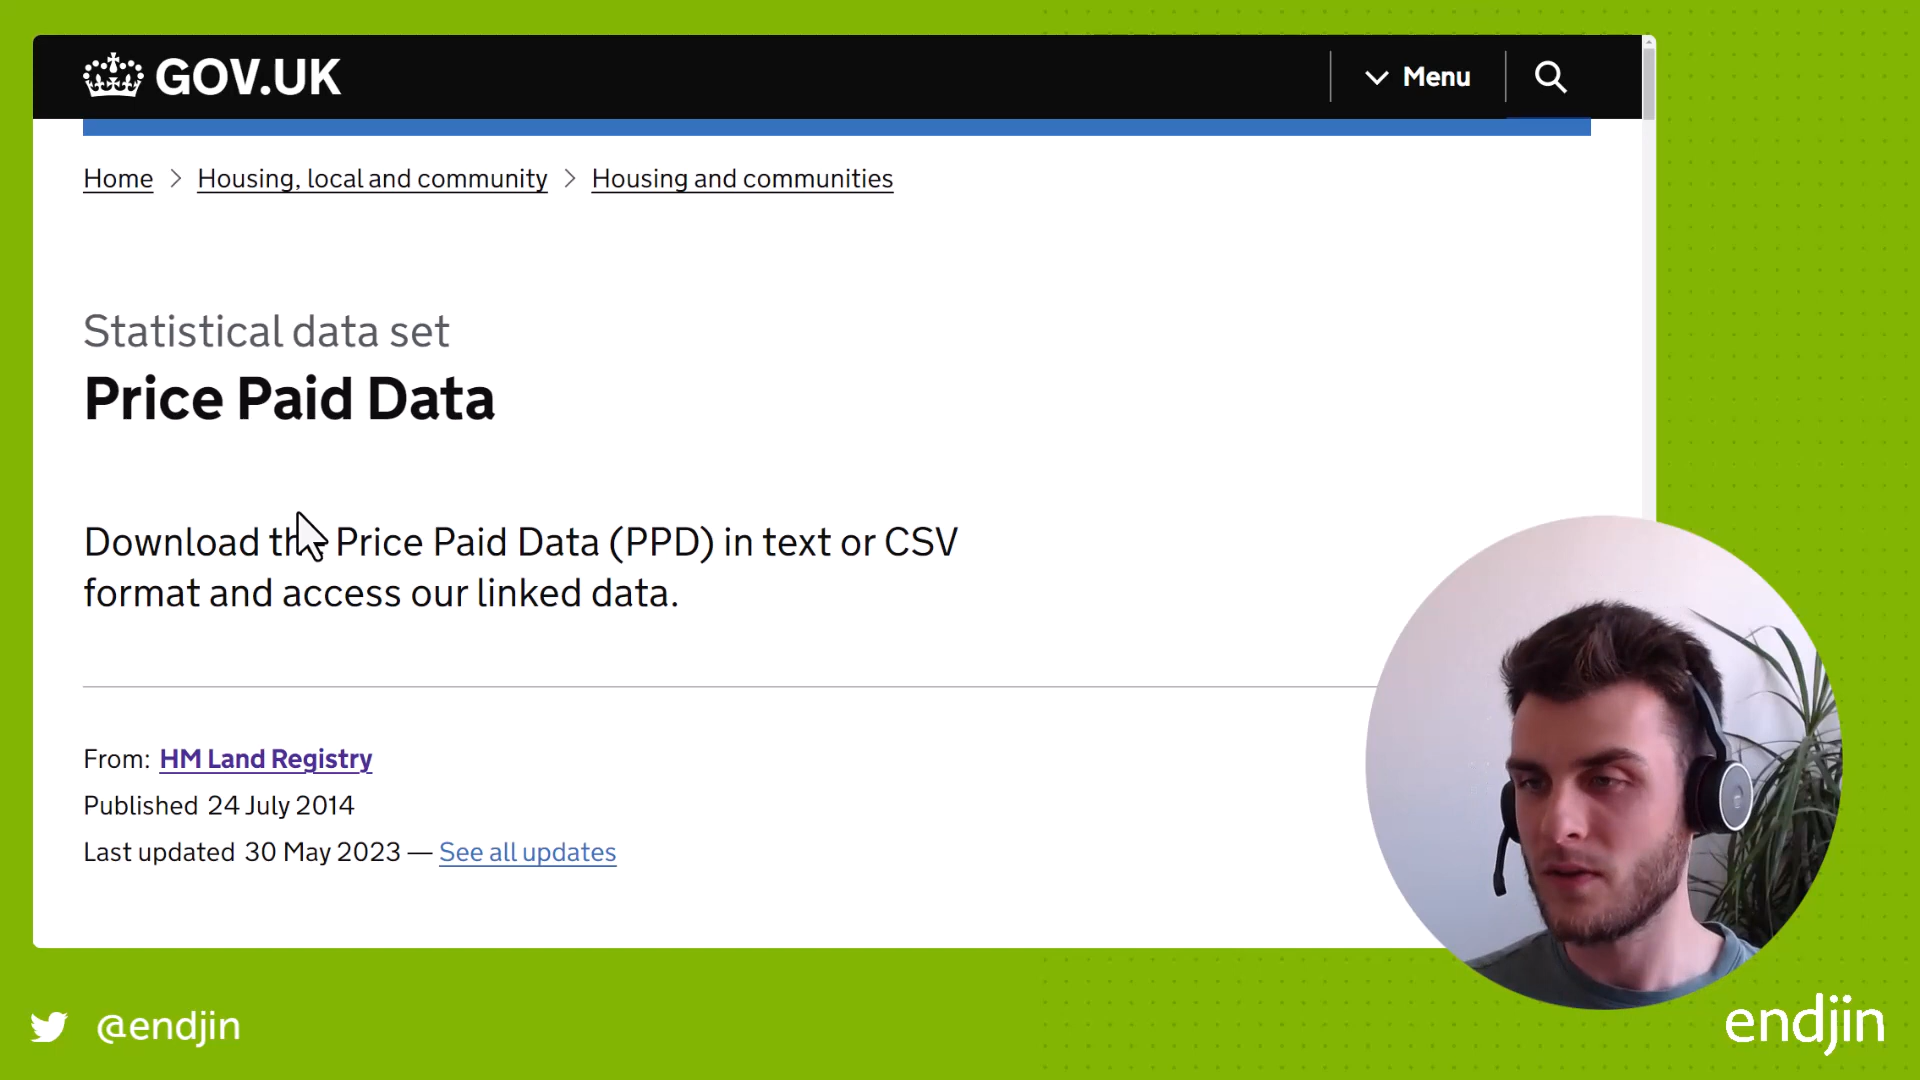 GOV.UK
Menu
Home > Housing, local and community > Housing and communities
Statistical data set
Price Paid Data
Download th Price Paid Data (PPD) in text or CSV
format and access our linked data.
From: HM Land Registry
Published 24 July 2014
Last updated 30 May 2023 — See all updates
@endjin
endjin